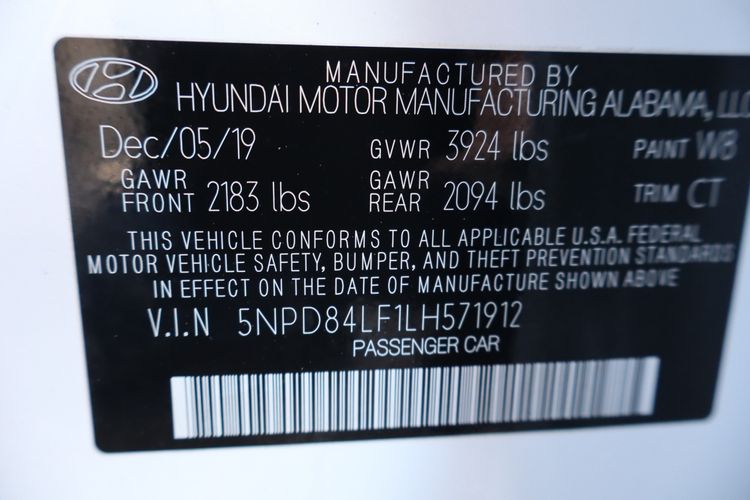 MANUFACTURED BY
HYUNDAI MOTOR MANUFACTURING ALABAMA, LLC
Dec/05/19 GVWR 3924 lbs PAINT W8
GAWR FRONT 2183 lbs GAWR REAR 2094 lbs TRIM CT
THIS VEHICLE CONFORMS TO ALL APPLICABLE U.S.A. FEDERAL
MOTOR VEHICLE SAFETY, BUMPER, AND THEFT PREVENTION STANDARDS
IN EFFECT ON THE DATE OF MANUFACTURE SHOWN ABOVE
V.I.N 5NPD84LF1LH571912
PASSENGER CAR